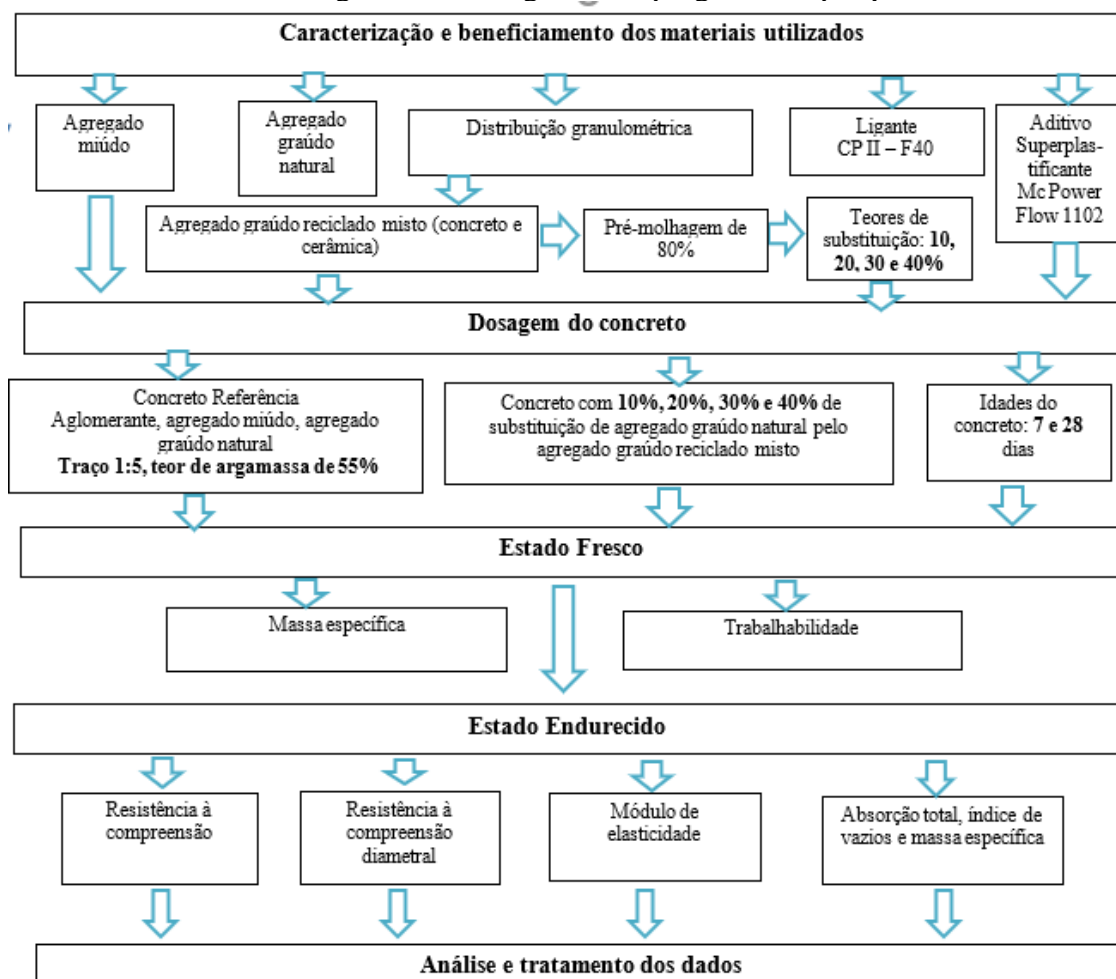 Caracterização e beneficiamento dos materiais utilizados
Agregado
miúdo
Agregado
graúdo
natural
Distribuição granulométrica
Ligante
CP II – F40
Aditivo
Superplas-
tificante
Mc Power
Flow 1102
Agregado graúdo reciclado misto (concreto e
cerâmica)
Pré-molhagem de
80%
Teores de
substituição: 10,
20, 30 e 40%
Dosagem do concreto
Concreto Referência
Aglomerante, agregado miúdo, agregado
graúdo natural
Traço 1:5, teor de argamassa de 55%
Concreto com 10%, 20%, 30% e 40% de
substituição de agregado graúdo natural pelo
agregado graúdo reciclado misto
Idades do
concreto: 7 e 28
dias
Estado Fresco
Massa específica
Trabalhabilidade
Estado Endurecido
Resistência à
compreensão
Resistência à
compreensão
diametral
Módulo de
elasticidade
Absorção total, índice de
vazios e massa específica
Análise e tratamento dos dados